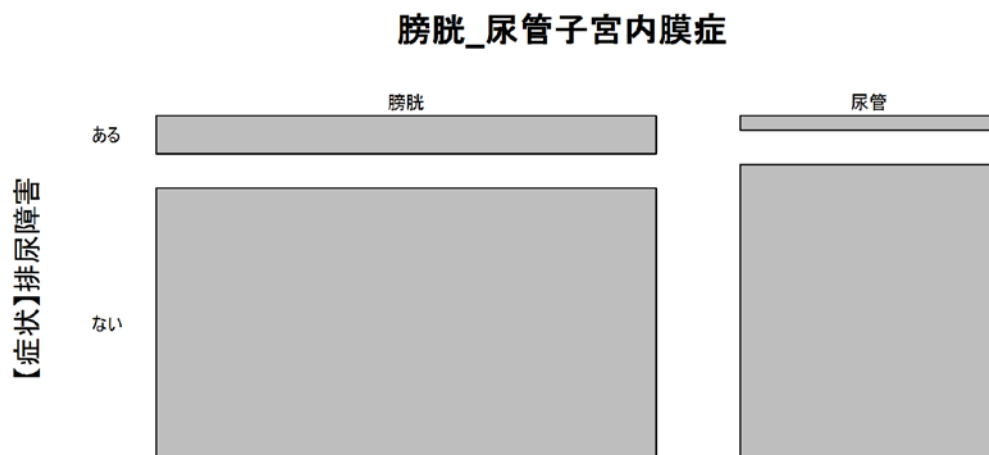 膀胱_尿管子宮内膜症
膀胱
尿管
ある
ない
【症状】排尿障害